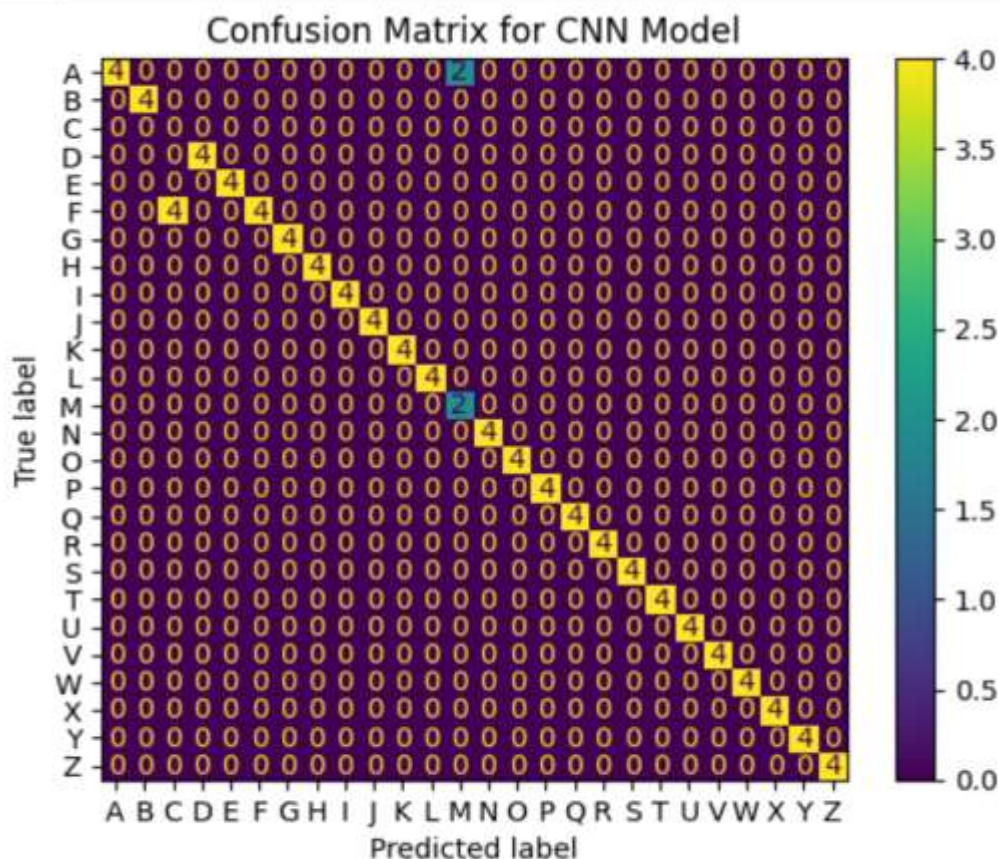 Confusion Matrix for CNN Model
A 4 0 0 0 0 0 0 0 0 0 0 0 2 0 0 0 0 0 0 0 0 0 0 0 0 0
B 0 4 0 0 0 0 0 0 0 0 0 0 0 0 0 0 0 0 0 0 0 0 0 0 0 0
C 0 0 0 0 0 0 0 0 0 0 0 0 0 0 0 0 0 0 0 0 0 0 0 0 0 0
D 0 0 0 4 0 0 0 0 0 0 0 0 0 0 0 0 0 0 0 0 0 0 0 0 0 0
E 0 0 0 0 4 0 0 0 0 0 0 0 0 0 0 0 0 0 0 0 0 0 0 0 0 0
F 0 0 4 0 0 4 0 0 0 0 0 0 0 0 0 0 0 0 0 0 0 0 0 0 0 0
G 0 0 0 0 0 0 4 0 0 0 0 0 0 0 0 0 0 0 0 0 0 0 0 0 0 0
H 0 0 0 0 0 0 0 4 0 0 0 0 0 0 0 0 0 0 0 0 0 0 0 0 0 0
I 0 0 0 0 0 0 0 0 4 0 0 0 0 0 0 0 0 0 0 0 0 0 0 0 0 0
J 0 0 0 0 0 0 0 0 0 4 0 0 0 0 0 0 0 0 0 0 0 0 0 0 0 0
K 0 0 0 0 0 0 0 0 0 0 4 0 0 0 0 0 0 0 0 0 0 0 0 0 0 0
L 0 0 0 0 0 0 0 0 0 0 0 4 0 0 0 0 0 0 0 0 0 0 0 0 0 0
M 0 0 0 0 0 0 0 0 0 0 0 0 2 0 0 0 0 0 0 0 0 0 0 0 0 0
N 0 0 0 0 0 0 0 0 0 0 0 0 0 4 0 0 0 0 0 0 0 0 0 0 0 0
O 0 0 0 0 0 0 0 0 0 0 0 0 0 0 4 0 0 0 0 0 0 0 0 0 0 0
P 0 0 0 0 0 0 0 0 0 0 0 0 0 0 0 4 0 0 0 0 0 0 0 0 0 0
Q 0 0 0 0 0 0 0 0 0 0 0 0 0 0 0 0 4 0 0 0 0 0 0 0 0 0
R 0 0 0 0 0 0 0 0 0 0 0 0 0 0 0 0 0 4 0 0 0 0 0 0 0 0
S 0 0 0 0 0 0 0 0 0 0 0 0 0 0 0 0 0 0 4 0 0 0 0 0 0 0
T 0 0 0 0 0 0 0 0 0 0 0 0 0 0 0 0 0 0 0 4 0 0 0 0 0 0
U 0 0 0 0 0 0 0 0 0 0 0 0 0 0 0 0 0 0 0 0 4 0 0 0 0 0
V 0 0 0 0 0 0 0 0 0 0 0 0 0 0 0 0 0 0 0 0 0 4 0 0 0 0
W 0 0 0 0 0 0 0 0 0 0 0 0 0 0 0 0 0 0 0 0 0 0 4 0 0 0
X 0 0 0 0 0 0 0 0 0 0 0 0 0 0 0 0 0 0 0 0 0 0 0 4 0 0
Y 0 0 0 0 0 0 0 0 0 0 0 0 0 0 0 0 0 0 0 0 0 0 0 0 4 0
Z 0 0 0 0 0 0 0 0 0 0 0 0 0 0 0 0 0 0 0 0 0 0 0 0 0 4
A B C D E F G H I J K L M N O P Q R S T U V W X Y Z
Predicted label
True label
4.0
3.5
3.0
2.5
2.0
1.5
1.0
0.5
0.0